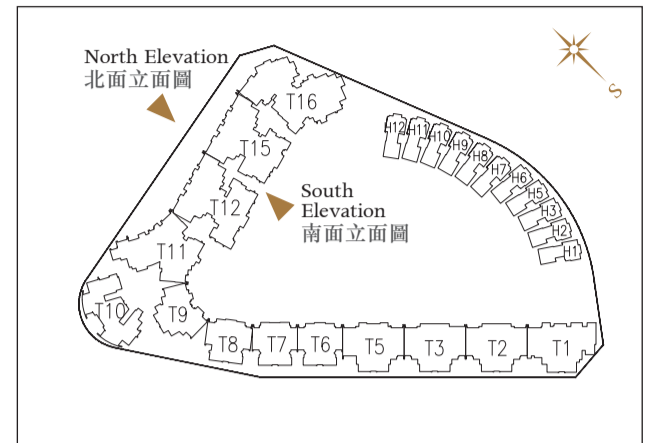 North Elevation
北面立面圖
S
T16
H12
H11
H10
H9
H8
H7
H6
H5
H3
H2
H1
T15
South
Elevation
南面立面圖
T12
T11
T10
T9
T8
T7
T6
T5
T3
T2
T1